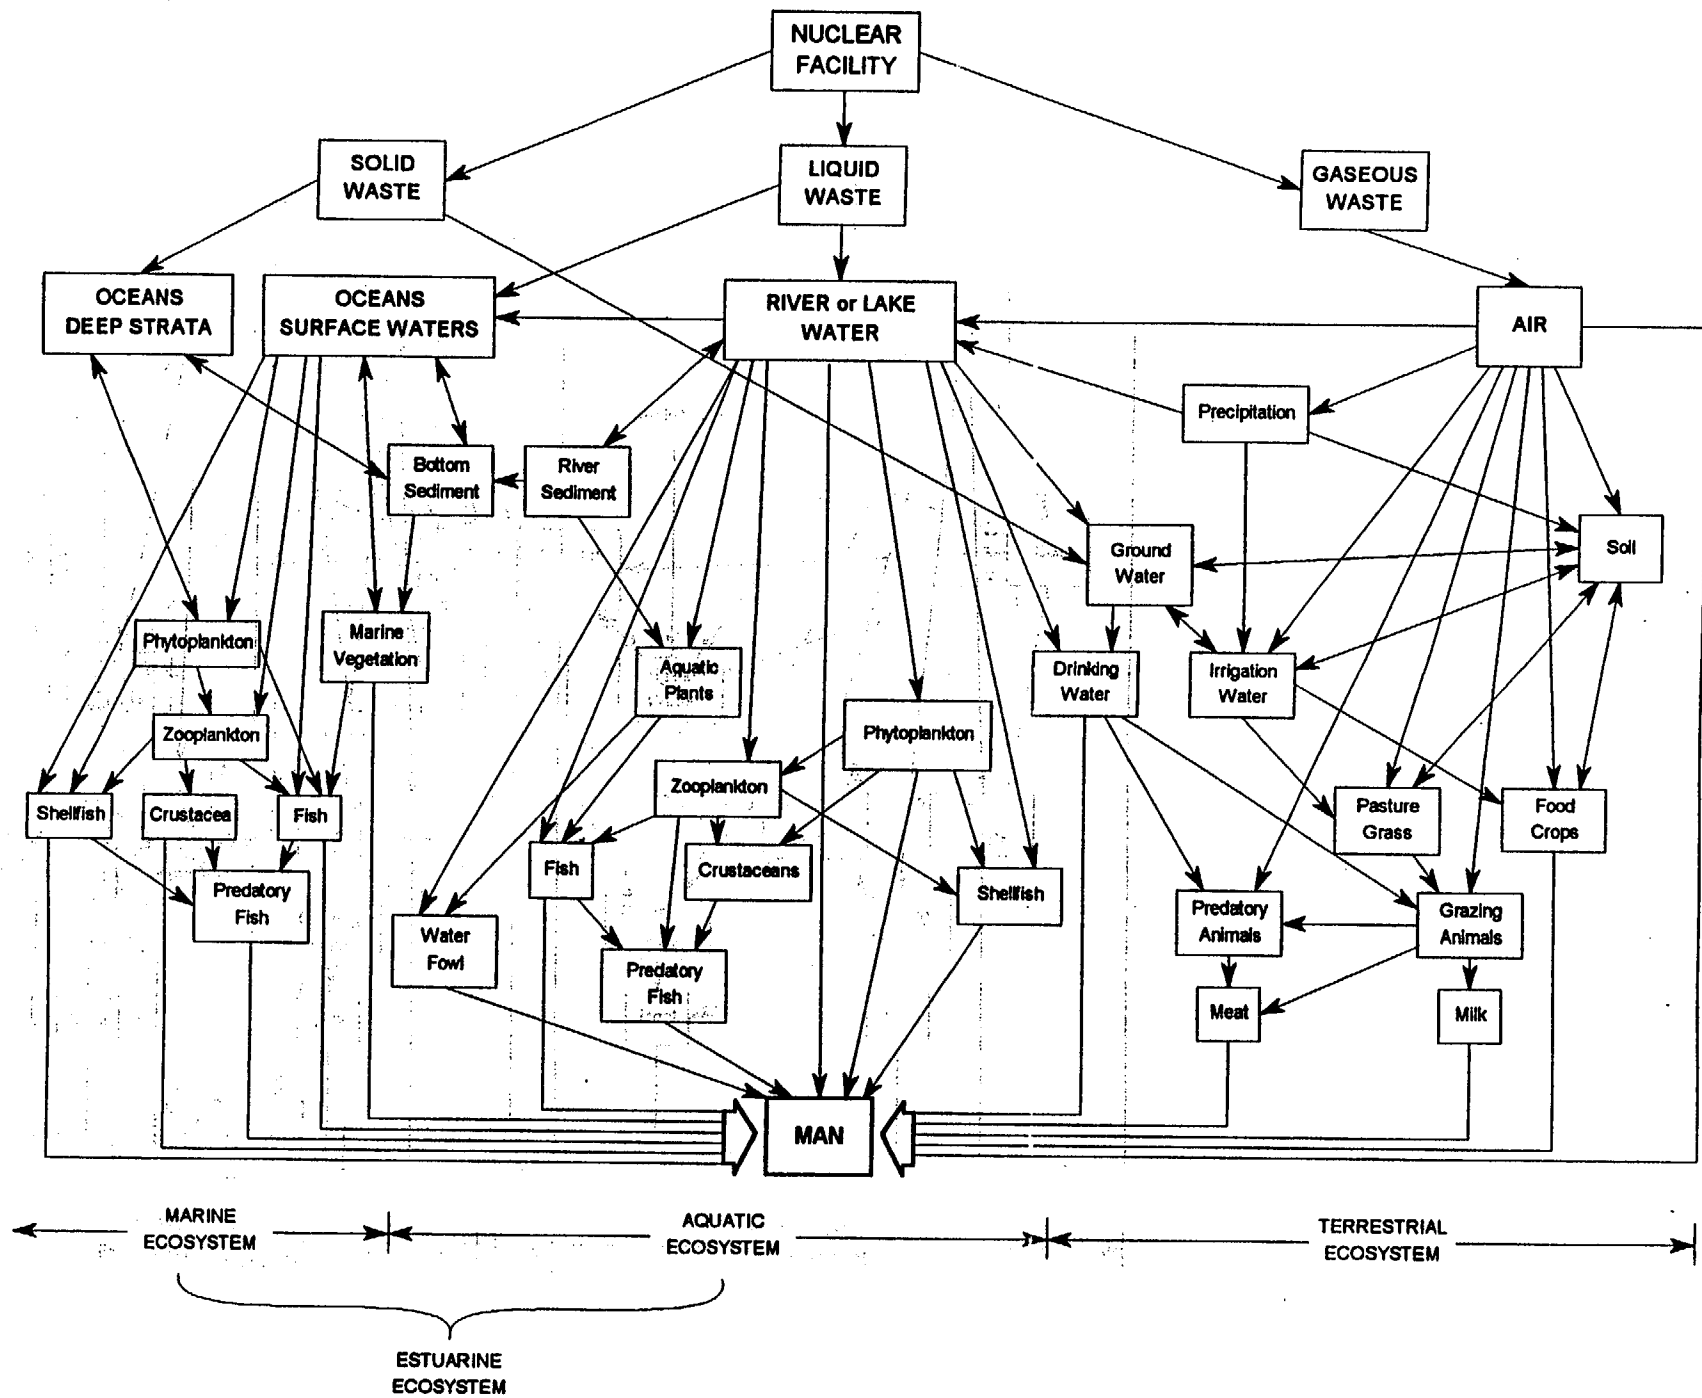 NUCLEAR
FACILITY
SOLID
WASTE
LIQUID
WASTE
GASEOUS
WASTE
OCEANS
DEEP STRATA
OCEANS
SURFACE WATERS
RIVER or LAKE
WATER
AIR
Precipitation
Bottom
Sediment
River
Sediment
Ground
Water
Soil
Phytoplankton
Marine
Vegetation
Aquatic
Plants
Drinking
Water
Irrigation
Water
Zooplankton
Phytoplankton
Zooplankton
Shellfish
Crustacea
Fish
Pasture
Grass
Food
Crops
Predatory
Fish
Fish
Crustaceans
Shellfish
Predatory
Animals
Grazing
Animals
Water
Fowl
Predatory
Fish
Meat
Milk
MAN
MARINE
ECOSYSTEM
AQUATIC
ECOSYSTEM
TERRESTRIAL
ECOSYSTEM
ESTUARINE
ECOSYSTEM